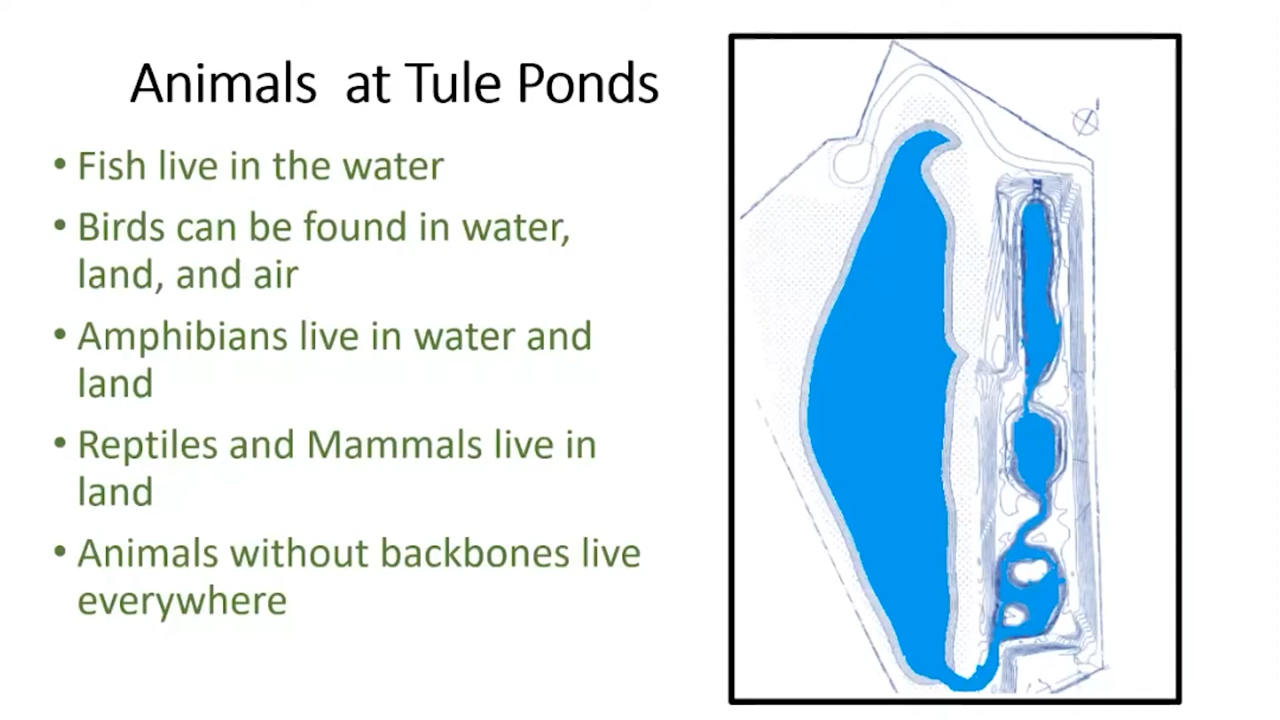 Animals  at Tule Ponds
• Fish live in the water
• Birds can be found in water,
land, and air
• Amphibians live in water and
land
• Reptiles and Mammals live in
land
• Animals without backbones live
everywhere